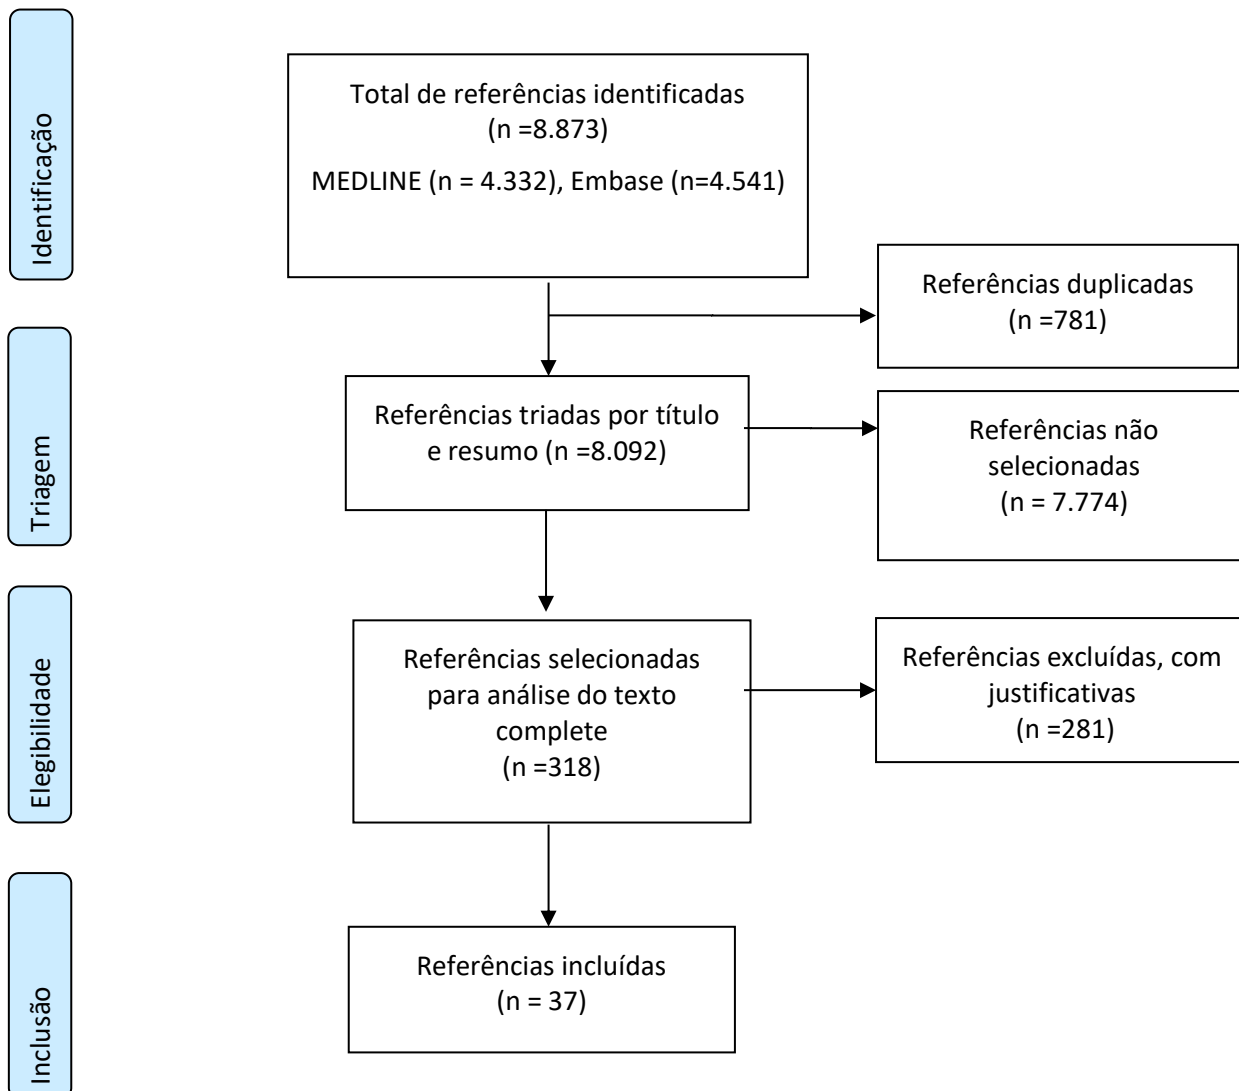 Identificação
Total de referências identificadas
(n =8.873)
MEDLINE (n = 4.332), Embase (n=4.541)
Referências duplicadas
(n =781)
Triagem
Referências triadas por título
e resumo (n =8.092)
Referências não
selecionadas
(n = 7.774)
Elegibilidade
Referências selecionadas
para análise do texto
complete
(n =318)
Referências excluídas, com
justificativas
(n =281)
Inclusão
Referências incluídas
(n = 37)